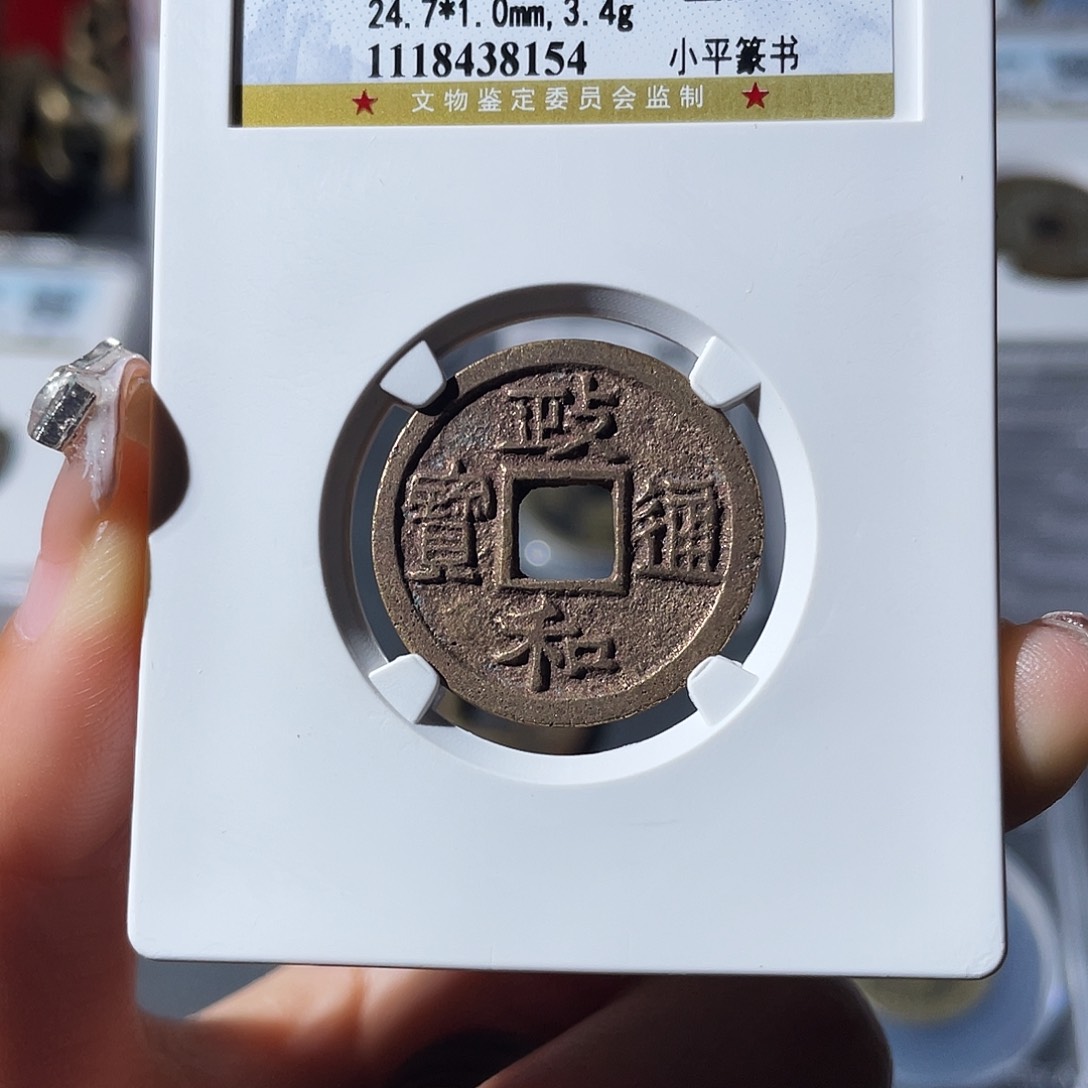 24.7*1.0mm, 3.4g
1118438154 小平篆书
★ 文物鉴定委员会监制 ★
政
寶 通
和